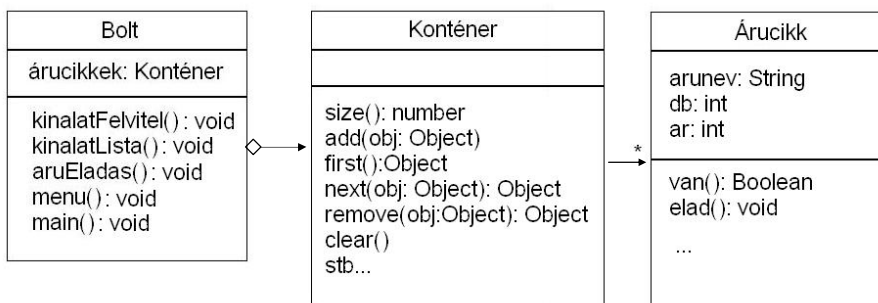 Bolt
árucikkek: Konténer
kinalatFelvitel(): void
kinalatLista(): void
aruEladas(): void
menu(): void
main(): void
Konténer
size(): number
add(obj: Object)
first():Object
next(obj: Object): Object
remove(obj:Object): Object
clear()
stb...
*
Árucikk
arunev: String
db: int
ar: int
van(): Boolean
elad(): void
...